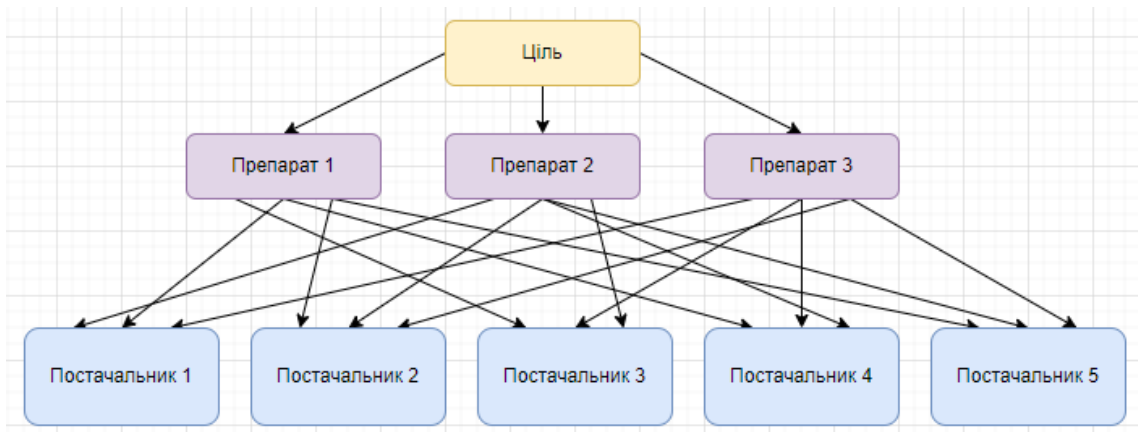 Ціль
Препарат 1
Препарат 2
Препарат 3
Постачальник 1
Постачальник 2
Постачальник 3
Постачальник 4
Постачальник 5